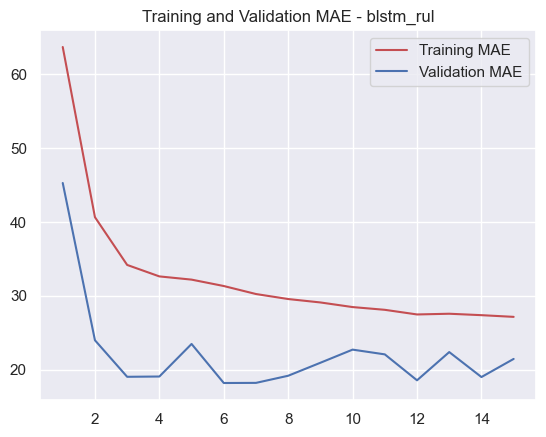 Training and Validation MAE - blstm_rul
Training MAE
Validation MAE
60
50
40
30
20
2 4 6 8 10 12 14